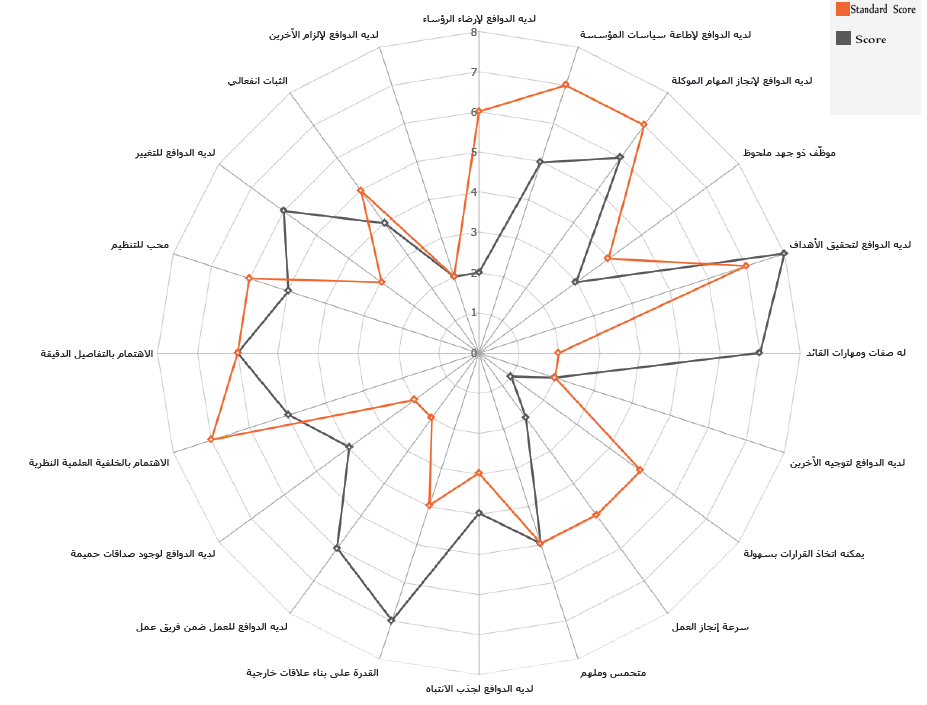 لديه الدوافع لإرضاء الرؤساء
لديه الدوافع لإطاعة سياسات المؤسسة
لديه الدوافع لإنجاز المهام الموكلة
موظّف ذو جهد ملحوظ
لديه الدوافع لتحقيق الأهداف
له صفات ومهارات القائد
لديه الدوافع لتوجيه الآخرين
يمكنه اتخاذ القرارات بسهولة
سرعة إنجاز العمل
متحمس وملهم
لديه الدوافع لجذب الانتباه
القدرة على بناء علاقات خارجية
لديه الدوافع للعمل ضمن فريق عمل
لديه الدوافع لوجود صداقات حميمة
الاهتمام بالخلفية العلمية النظرية
الاهتمام بالتفاصيل الدقيقة
محب للتنظيم
لديه الدوافع للتغيير
الثبات انفعالي
لديه الدوافع لإلزام الآخرين
8
7
6
5
4
3
2
1
0
Standard Score
Score